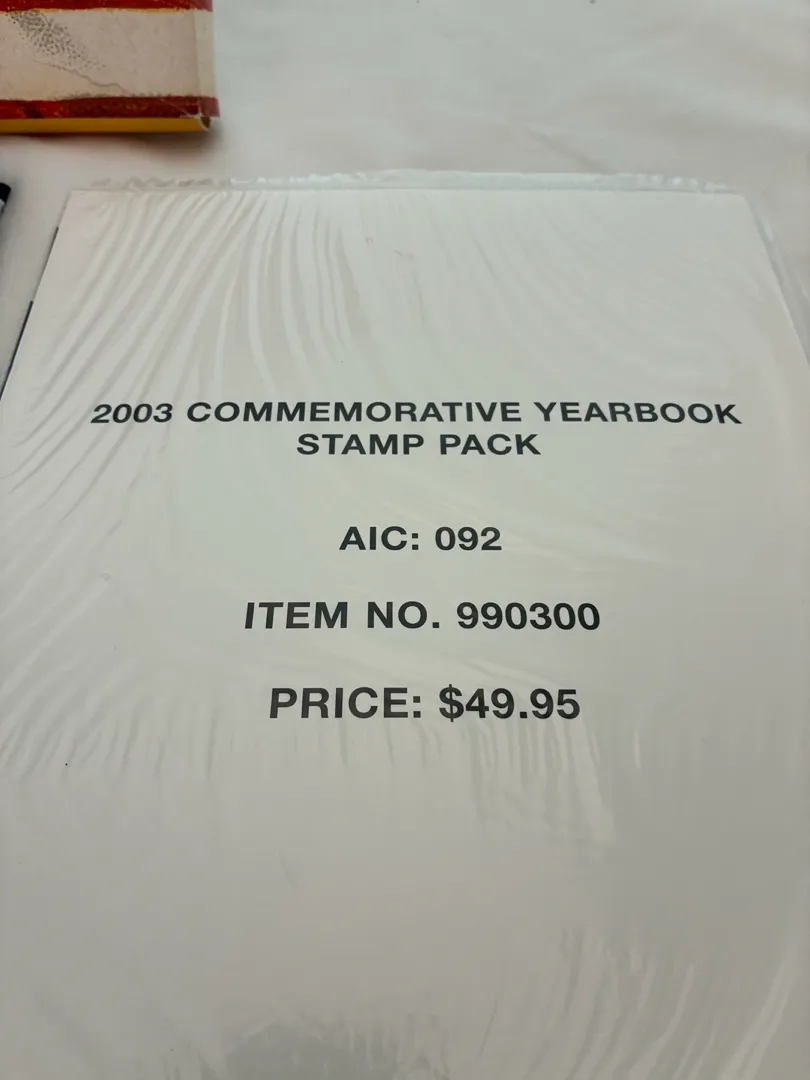 2003 COMMEMORATIVE YEARBOOK
STAMP PACK
AIC: 092
ITEM NO. 990300
PRICE: $49.95